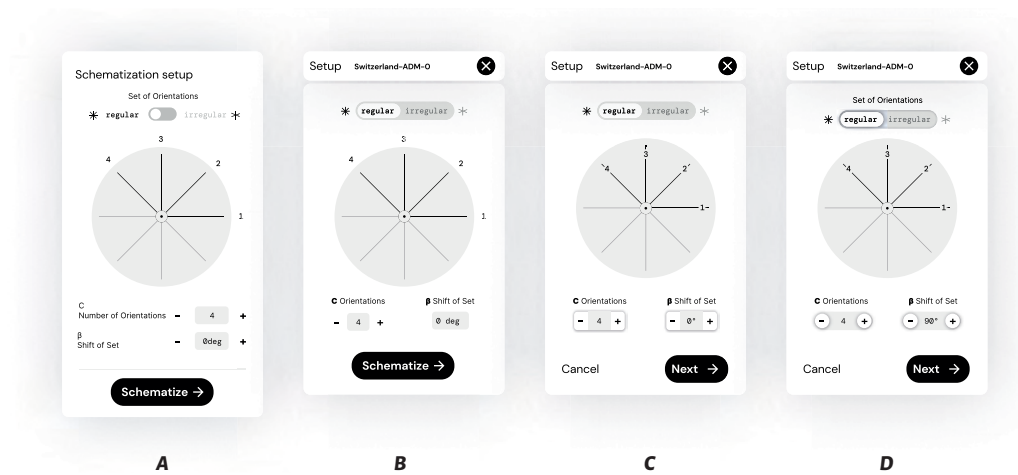 Schematization setup
Set of Orientations
regular irregular
3
4 2
1
C
Number of Orientations - 4 +
β
Shift of Set - 0deg +
Schematize →
A
Setup Switzerland-ADM-0
regular irregular
3
4 2
1
C Orientations β Shift of Set
- 4 + 0 deg
Schematize →
B
Setup Switzerland-ADM-0
regular irregular
3
4 2
1
C Orientations β Shift of Set
- 4 + - 0° +
Cancel Next →
C
Setup Switzerland-ADM-0
Set of Orientations
regular irregular
3
4 2
1
C Orientations β Shift of Set
- 4 + - 90° +
Cancel Next →
D